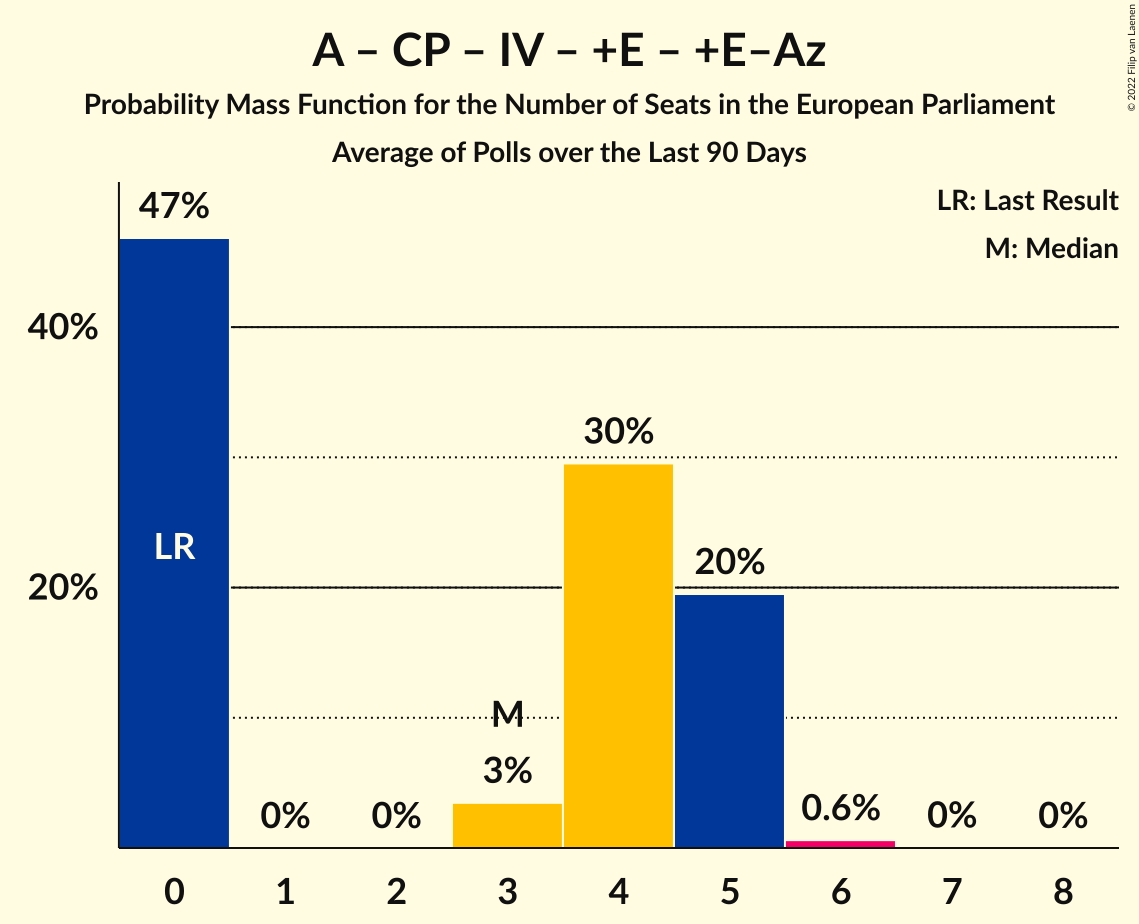 A – CP – IV – +E – +E–Az
Probability Mass Function for the Number of Seats in the European Parliament
Average of Polls over the Last 90 Days
© 2022 Filip van Laenen
LR: Last Result
M: Median
47%
40%
30%
LR
20%
20%
M
3%
0%
0%
0.6%
0%
0%
0 1 2 3 4 5 6 7 8